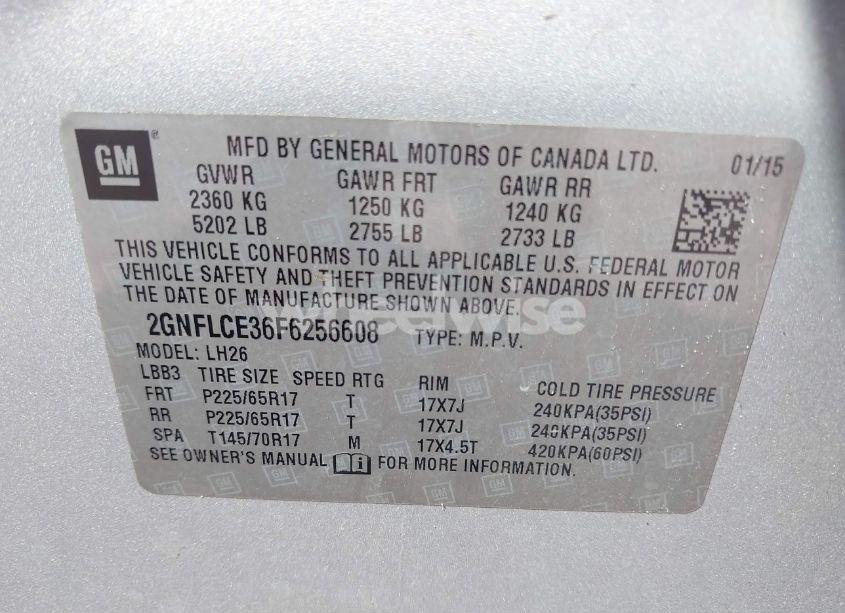 GM ® MFD BY GENERAL MOTORS OF CANADA LTD. 01/15
GVWR GAWR FRT GAWR RR
2360 KG 1250 KG 1240 KG
5202 LB 2755 LB 2733 LB
THIS VEHICLE CONFORMS TO ALL APPLICABLE U.S. FEDERAL MOTOR
VEHICLE SAFETY AND THEFT PREVENTION STANDARDS IN EFFECT ON
THE DATE OF MANUFACTURE SHOWN ABOVE.
wheelwise
2GNFLCE36F6256608 TYPE: M.P.V.
MODEL: LH26
LBB3 TIRE SIZE SPEED RTG RIM COLD TIRE PRESSURE
FRT P225/65R17 T 17X7J 240KPA(35PSI)
RR P225/65R17 T 17X7J 240KPA(35PSI)
SPA T145/70R17 M 17X4.5T 420KPA(60PSI)
SEE OWNER'S MANUAL FOR MORE INFORMATION.